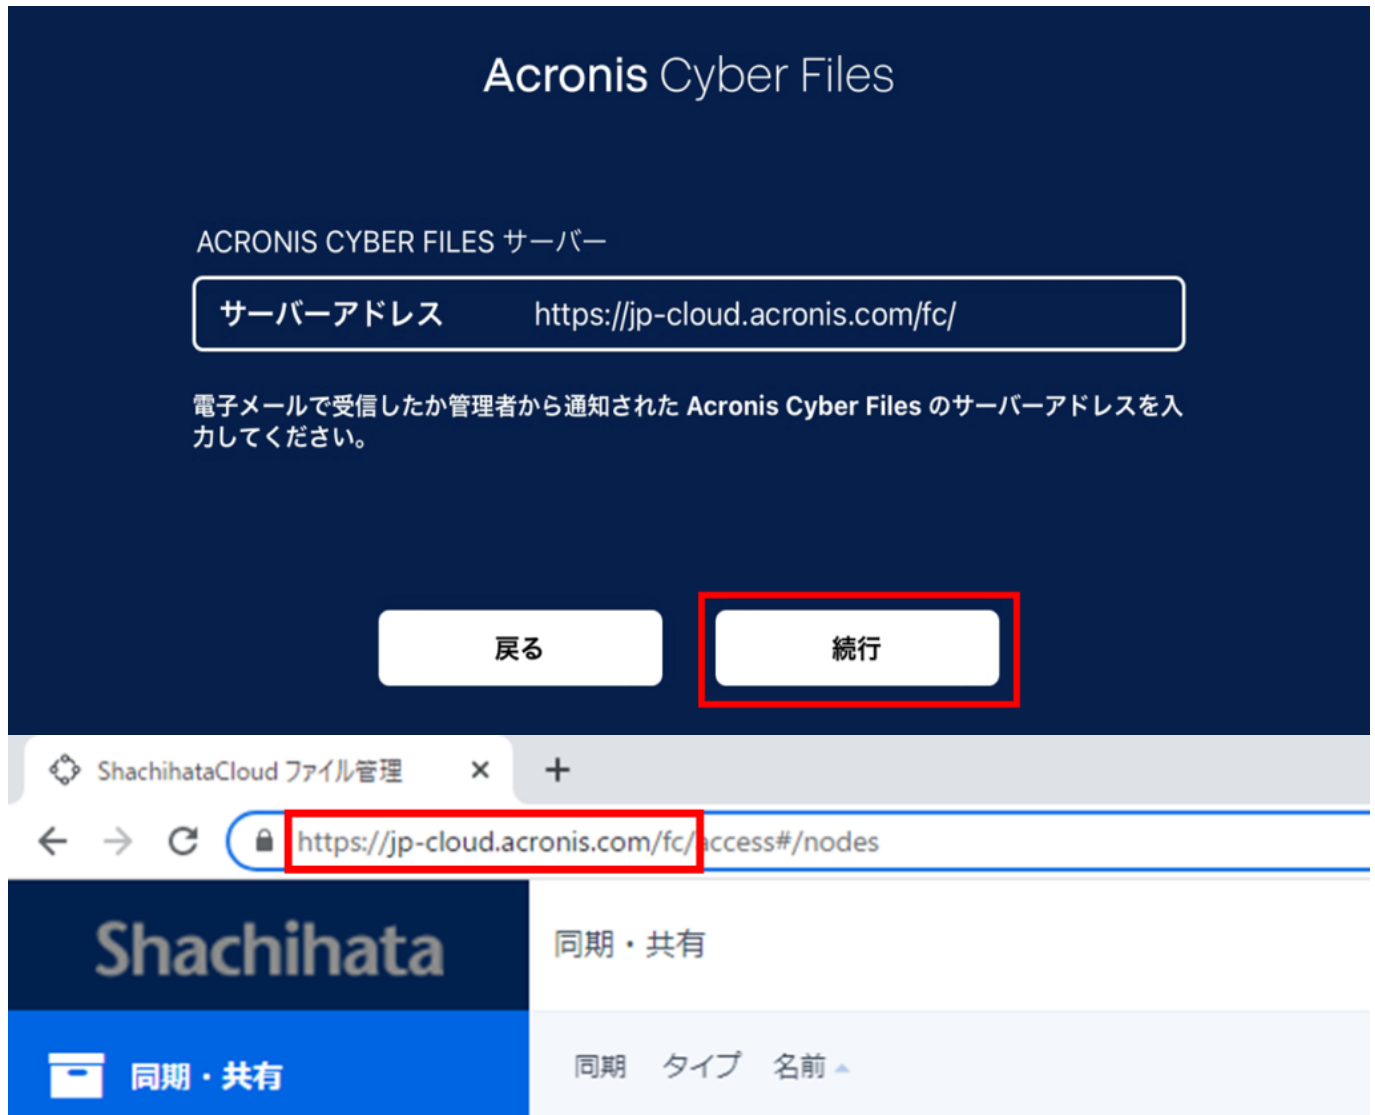 Acronis Cyber Files
ACRONIS CYBER FILES サーバー
サーバーアドレス https://jp-cloud.acronis.com/fc/
電子メールで受信したか管理者から通知された Acronis Cyber Files のサーバーアドレスを入
力してください。
戻る 続行
ShachihataCloud ファイル管理
https://jp-cloud.acronis.com/fc/access#/nodes
Shachihata 同期・共有
同期・共有 同期 タイプ 名前